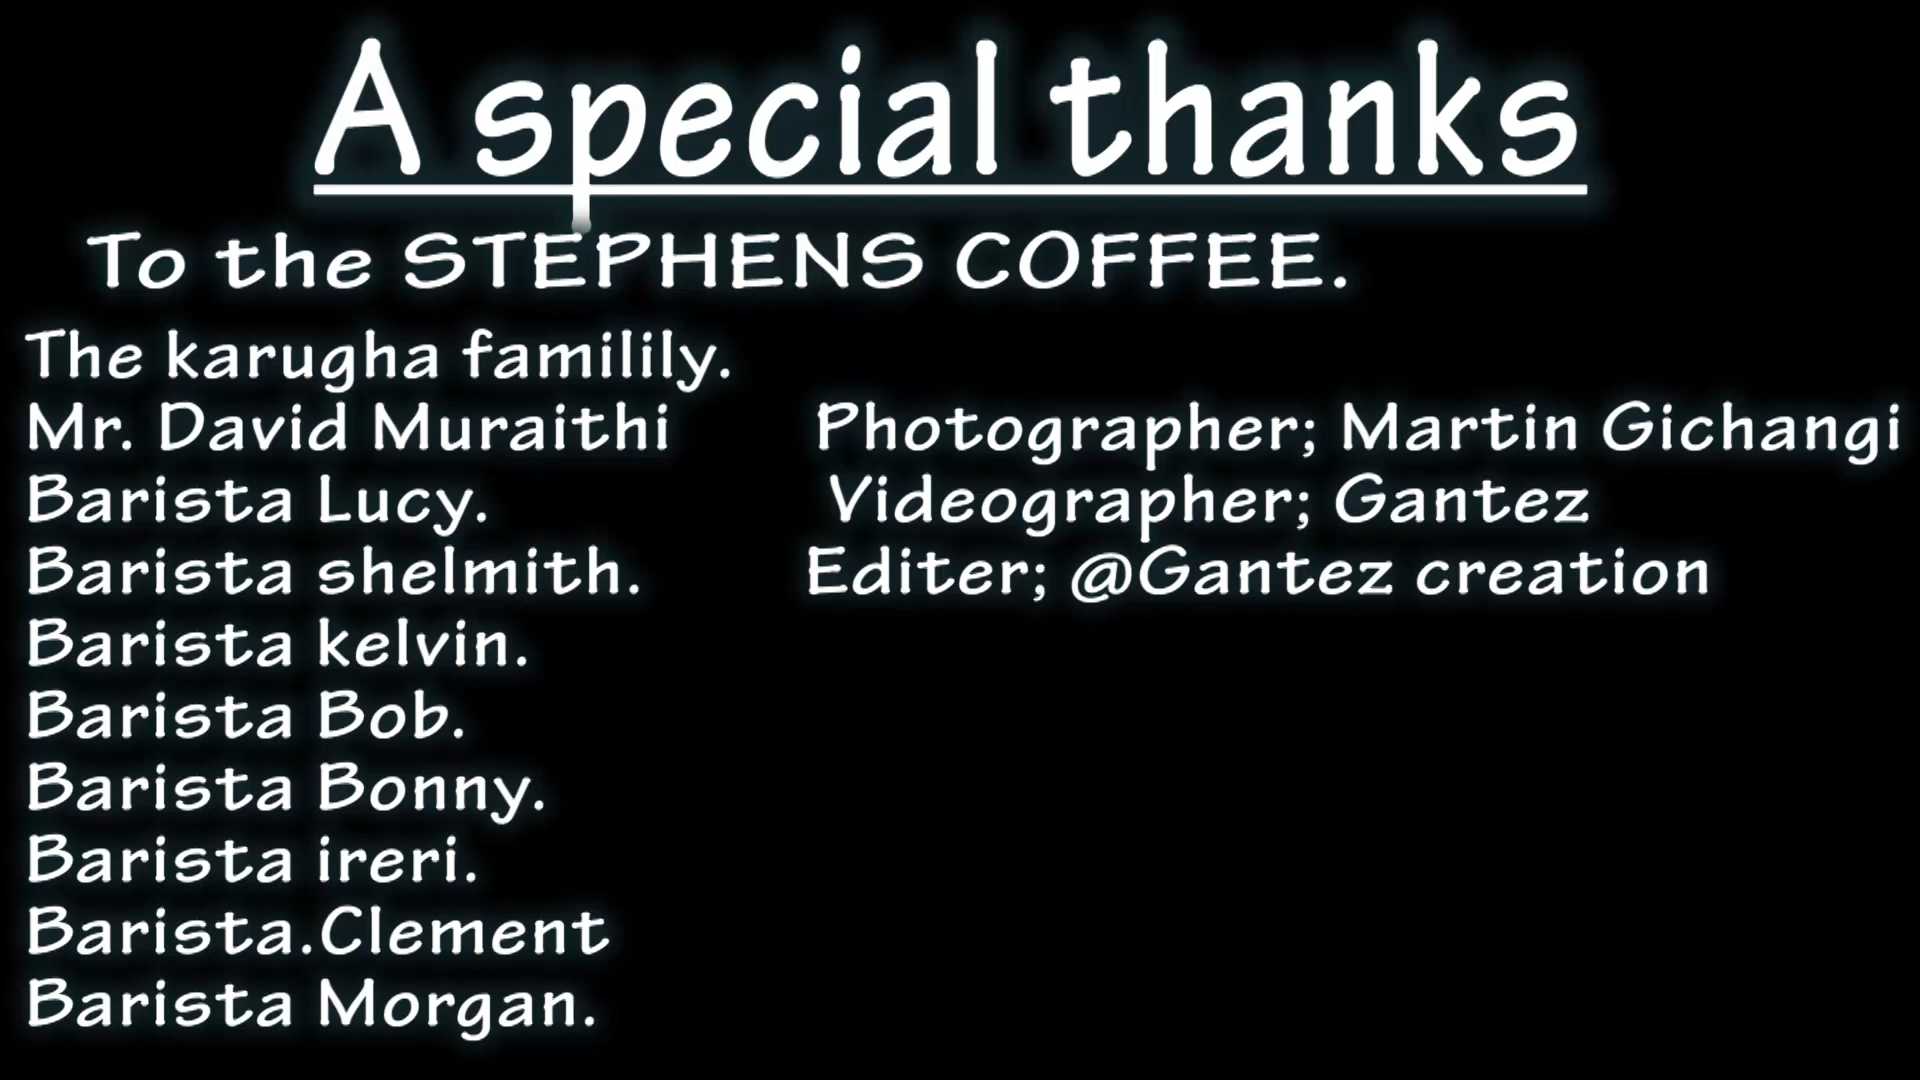 A special thanks
To the STEPHENS COFFEE.
The karugha familily.
Mr. David Muraithi
Barista Lucy.
Barista shelmith.
Barista kelvin.
Barista Bob.
Barista Bonny.
Barista ireri.
Barista.Clement
Barista Morgan.
Photographer; Martin Gichangi
Videographer; Gantez
Editer; @Gantez creation